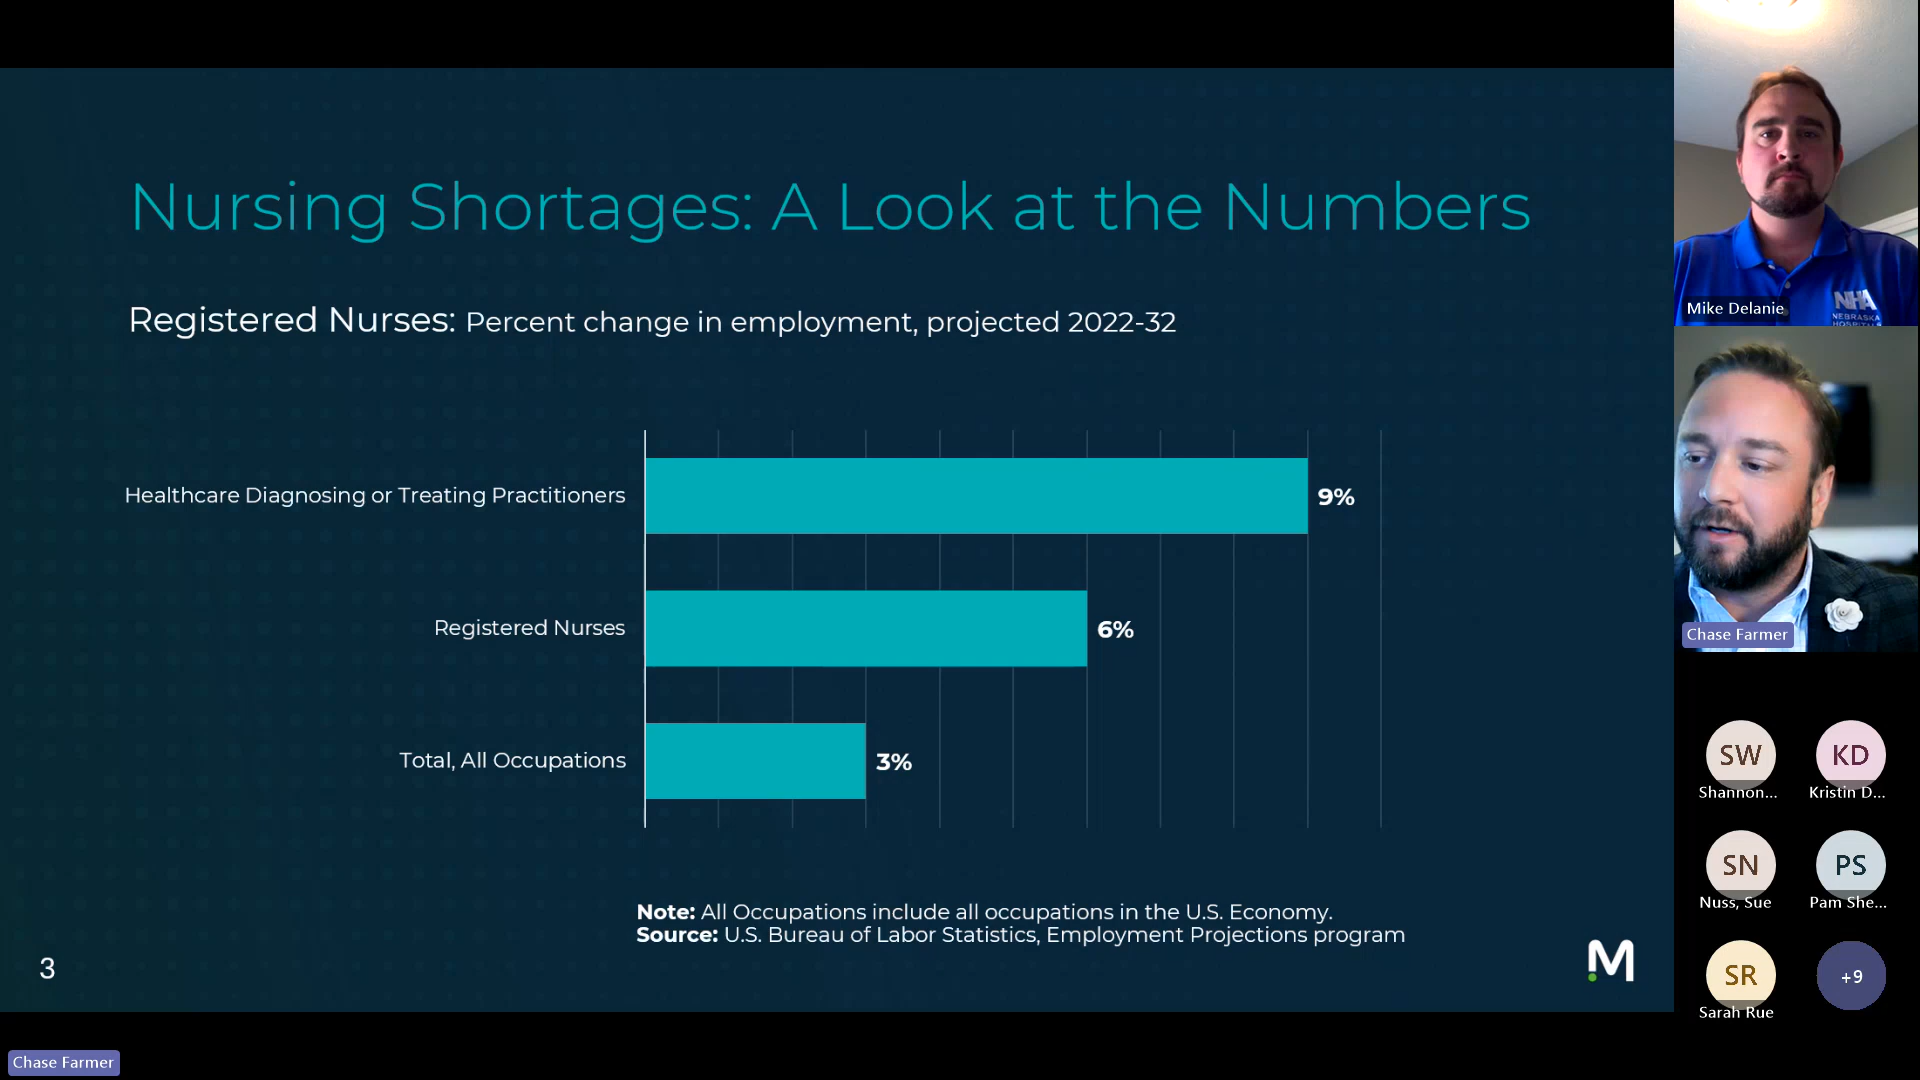 Nursing Shortages: A Look at the Numbers
Registered Nurses: Percent change in employment, projected 2022-32
Healthcare Diagnosing or Treating Practitioners
9%
Registered Nurses
6%
Total, All Occupations
3%
Note: All Occupations include all occupations in the U.S. Economy.
Source: U.S. Bureau of Labor Statistics, Employment Projections program
3
M
Chase Farmer
NHA
NEBRASKA
HOSPITALS
Mike Delanie
Chase Farmer
SW
Shannon...
KD
Kristin D...
SN
Nuss, Sue
PS
Pam She...
SR
Sarah Rue
+9